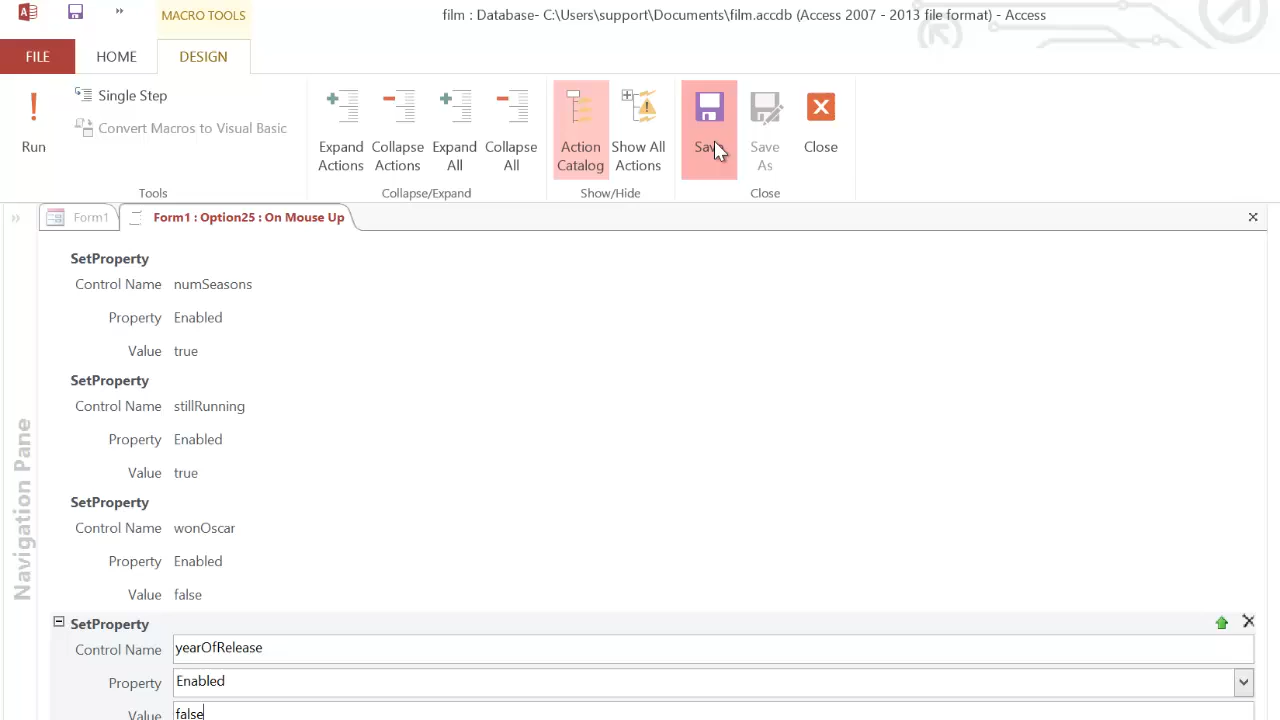 MACRO TOOLS
film : Database- C:\Users\support\Documents\film.accdb (Access 2007 - 2013 file format) - Access
FILE
HOME
DESIGN
Run
Single Step
Convert Macros to Visual Basic
Tools
Expand Actions
Collapse Actions
Expand All
Collapse All
Collapse/Expand
Action Catalog
Show All Actions
Show/Hide
Save
Save As
Close
Close
Form1
Form1 : Option25 : On Mouse Up
Navigation Pane
SetProperty
Control Name numSeasons
Property Enabled
Value true
SetProperty
Control Name stillRunning
Property Enabled
Value true
SetProperty
Control Name wonOscar
Property Enabled
Value false
SetProperty
Control Name yearOfRelease
Property Enabled
Value false